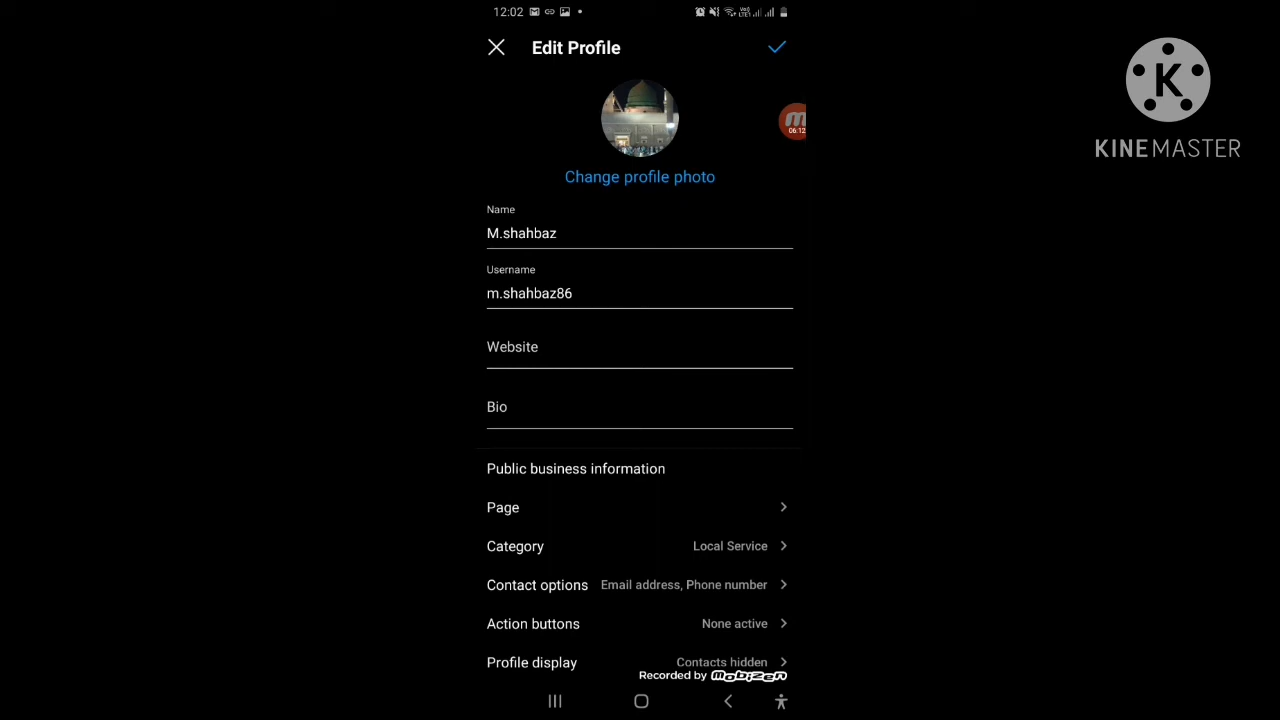 12:02
Edit Profile
Change profile photo
06:12
K
KINEMASTER
Name
M.shahbaz
Username
m.shahbaz86
Website
Bio
Public business information
Page
Category Local Service
Contact options Email address, Phone number
Action buttons None active
Profile display Contacts hidden
Recorded by mobizen